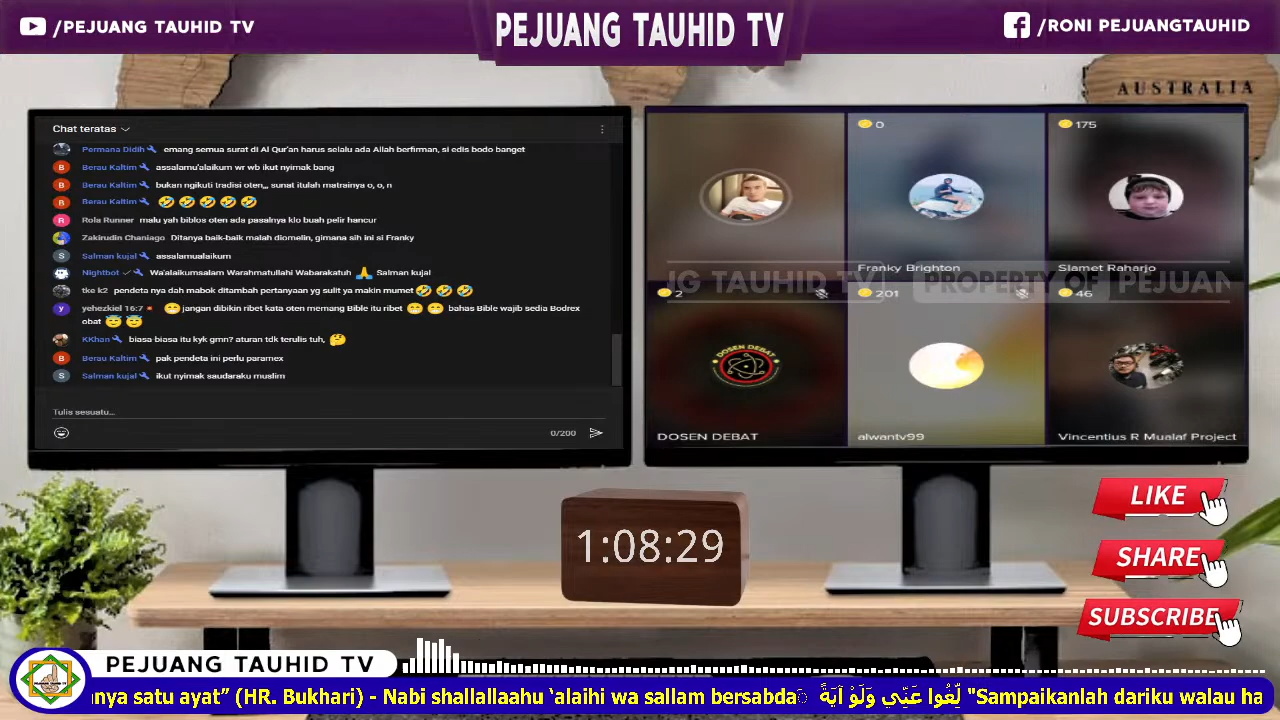 /PEJUANG TAUHID TV
PEJUANG TAUHID TV
/RONI PEJUANGTAUHID
AUSTRALIA
Chat teratas
Permana Didih emang semua surat di Al Qur'an harus selalu ada Allah berfirman, si edis bodo banget
Berau Kaltim assalamu'alaikum wr wb ikut nyimak bang
Berau Kaltim bukan ngikuti tradisi oten,,, sunat itulah matrainya o, o, n
Berau Kaltim 🤣🤣🤣🤣🤣
Rola Runner malu yah biblos oten ada pasalnya klo buah pelir hancur
Zakirudin Chaniago Ditanya baik-baik malah diomelin, gimana sih ini si Franky
Salman kujal assalamualaikum
Nightbot Wa'alaikumsalam Warahmatullahi Wabarakatuh 🙏 Salman kujal
tke k2 pendeta nya dah mabok ditambah pertanyaan yg sulit ya makin mumet 🤣🤣🤣
yehezkiel 16:7 😁 jangan dibikin ribet kata oten memang Bible itu ribet 😁😁 bahas Bible wajib sedia Bodrex
obat 😇😇
KKhan biasa biasa itu kyk gmn? aturan tdk terulis tuh, 🤔
Berau Kaltim pak pendeta ini perlu paramex
Salman kujal ikut nyimak saudaraku muslim
Tulis sesuatu...
0/200
0
175
Franky Brighton
Slamet Raharjo
NG TAUHID TV
PROPERTY OF PEJUAN
2
201
46
DOSEN DEBAT
DOSEN DEBAT
alwantv99
Vincentius R Mualaf Project
1:08:29
LIKE
SHARE
SUBSCRIBE
PEJUANG TAUHID TV
nya satu ayat” (HR. Bukhari) - Nabi shallallaahu ‘alaihi wa sallam bersabda لِّغُوا عَنِّي وَلَوْ آيَةً "Sampaikanlah dariku walau ha